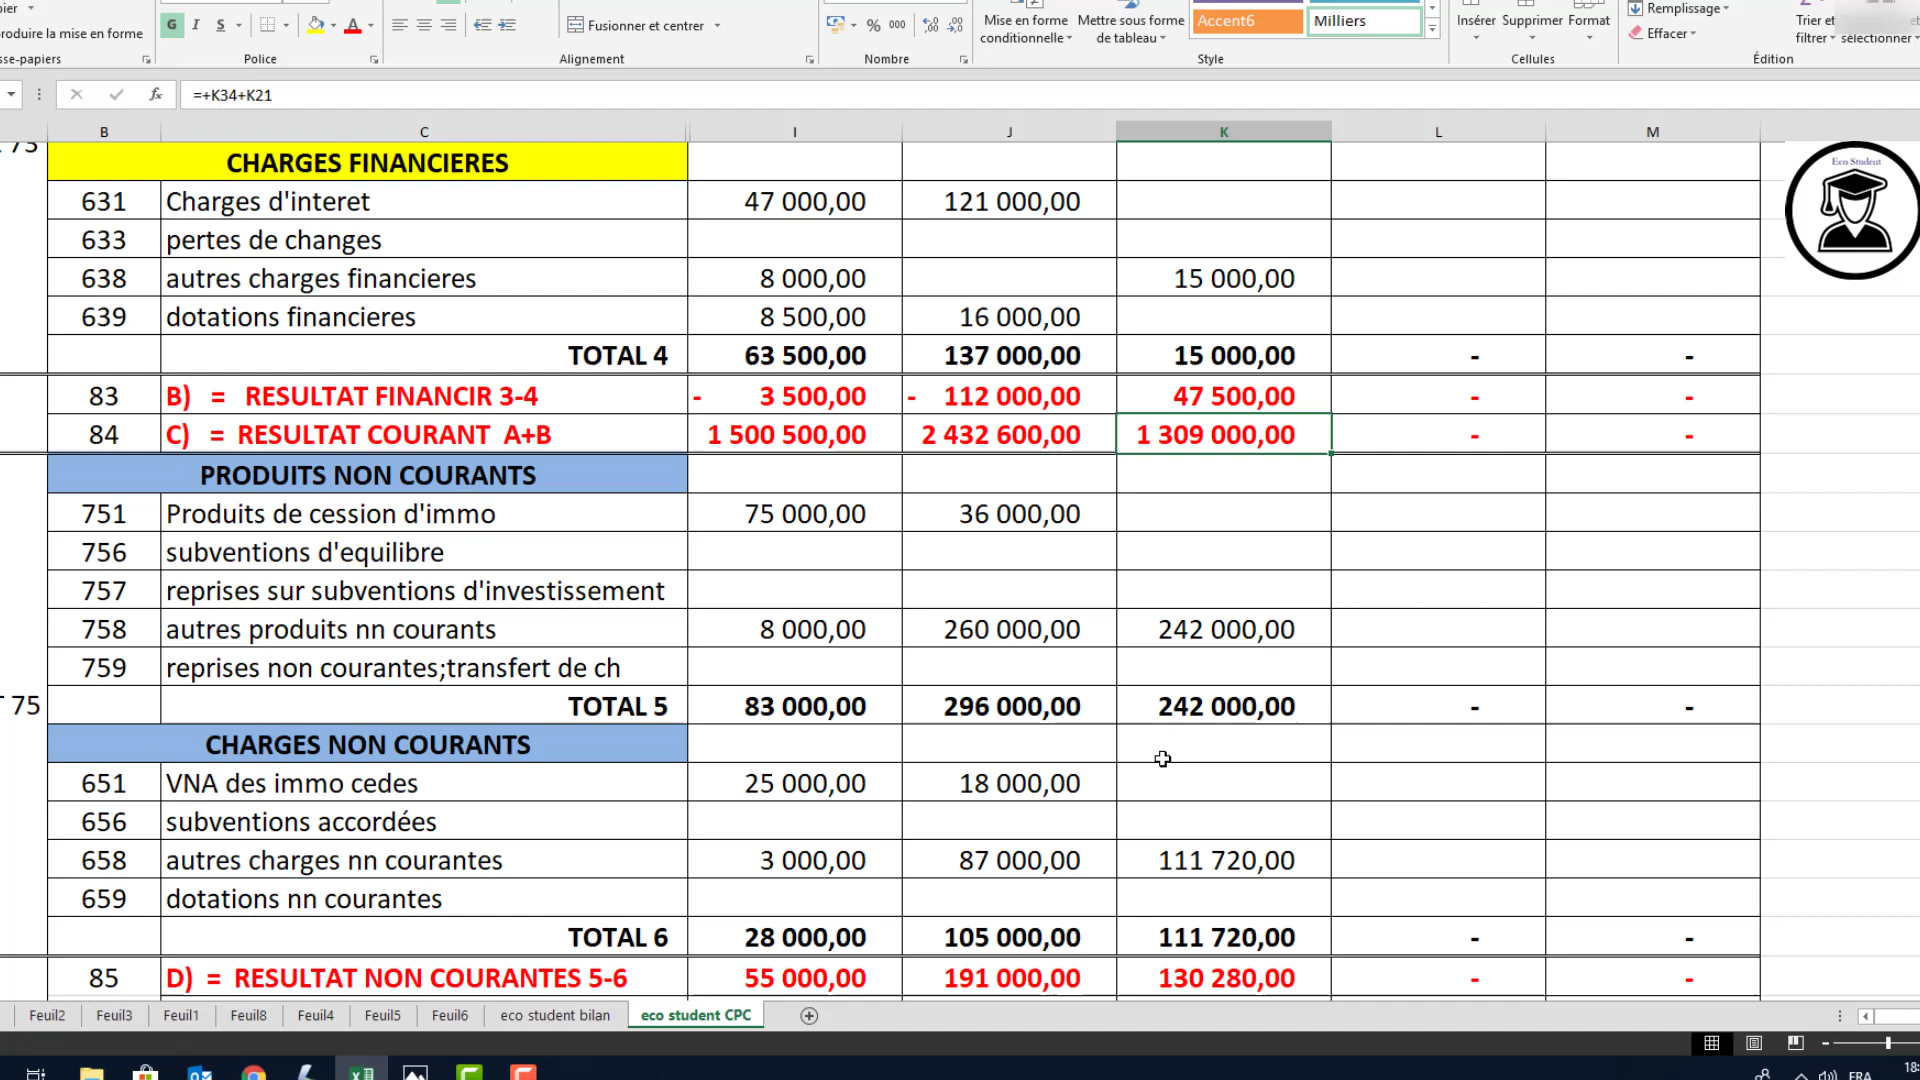 pier
Fusionner et centrer
% 000
Mise en forme Mettre sous forme
conditionnelle de tableau
Accent6 Milliers
Insérer Supprimer Format
Remplissage
Effacer
Trier et
filtrer sélectionner
roduire la mise en forme
G I S
sse-papiers Police Alignement Nombre Style Cellules Édition
fx =+K34+K21
B C I J K L M
CHARGES FINANCIERES
Eco Student
631 Charges d'interet 47 000,00 121 000,00
633 pertes de changes
638 autres charges financieres 8 000,00 15 000,00
639 dotations financieres 8 500,00 16 000,00
TOTAL 4 63 500,00 137 000,00 15 000,00 - -
83 B) = RESULTAT FINANCIR 3-4 - 3 500,00 - 112 000,00 47 500,00 - -
84 C) = RESULTAT COURANT A+B 1 500 500,00 2 432 600,00 1 309 000,00 - -
PRODUITS NON COURANTS
751 Produits de cession d'immo 75 000,00 36 000,00
756 subventions d'equilibre
757 reprises sur subventions d'investissement
758 autres produits nn courants 8 000,00 260 000,00 242 000,00
759 reprises non courantes;transfert de ch
75 TOTAL 5 83 000,00 296 000,00 242 000,00 - -
CHARGES NON COURANTS
651 VNA des immo cedes 25 000,00 18 000,00
656 subventions accordées
658 autres charges nn courantes 3 000,00 87 000,00 111 720,00
659 dotations nn courantes
TOTAL 6 28 000,00 105 000,00 111 720,00 - -
85 D) = RESULTAT NON COURANTES 5-6 55 000,00 191 000,00 130 280,00 - -
Feuil2 Feuil3 Feuil1 Feuil8 Feuil4 Feuil5 Feuil6 eco student bilan eco student CPC
FRA